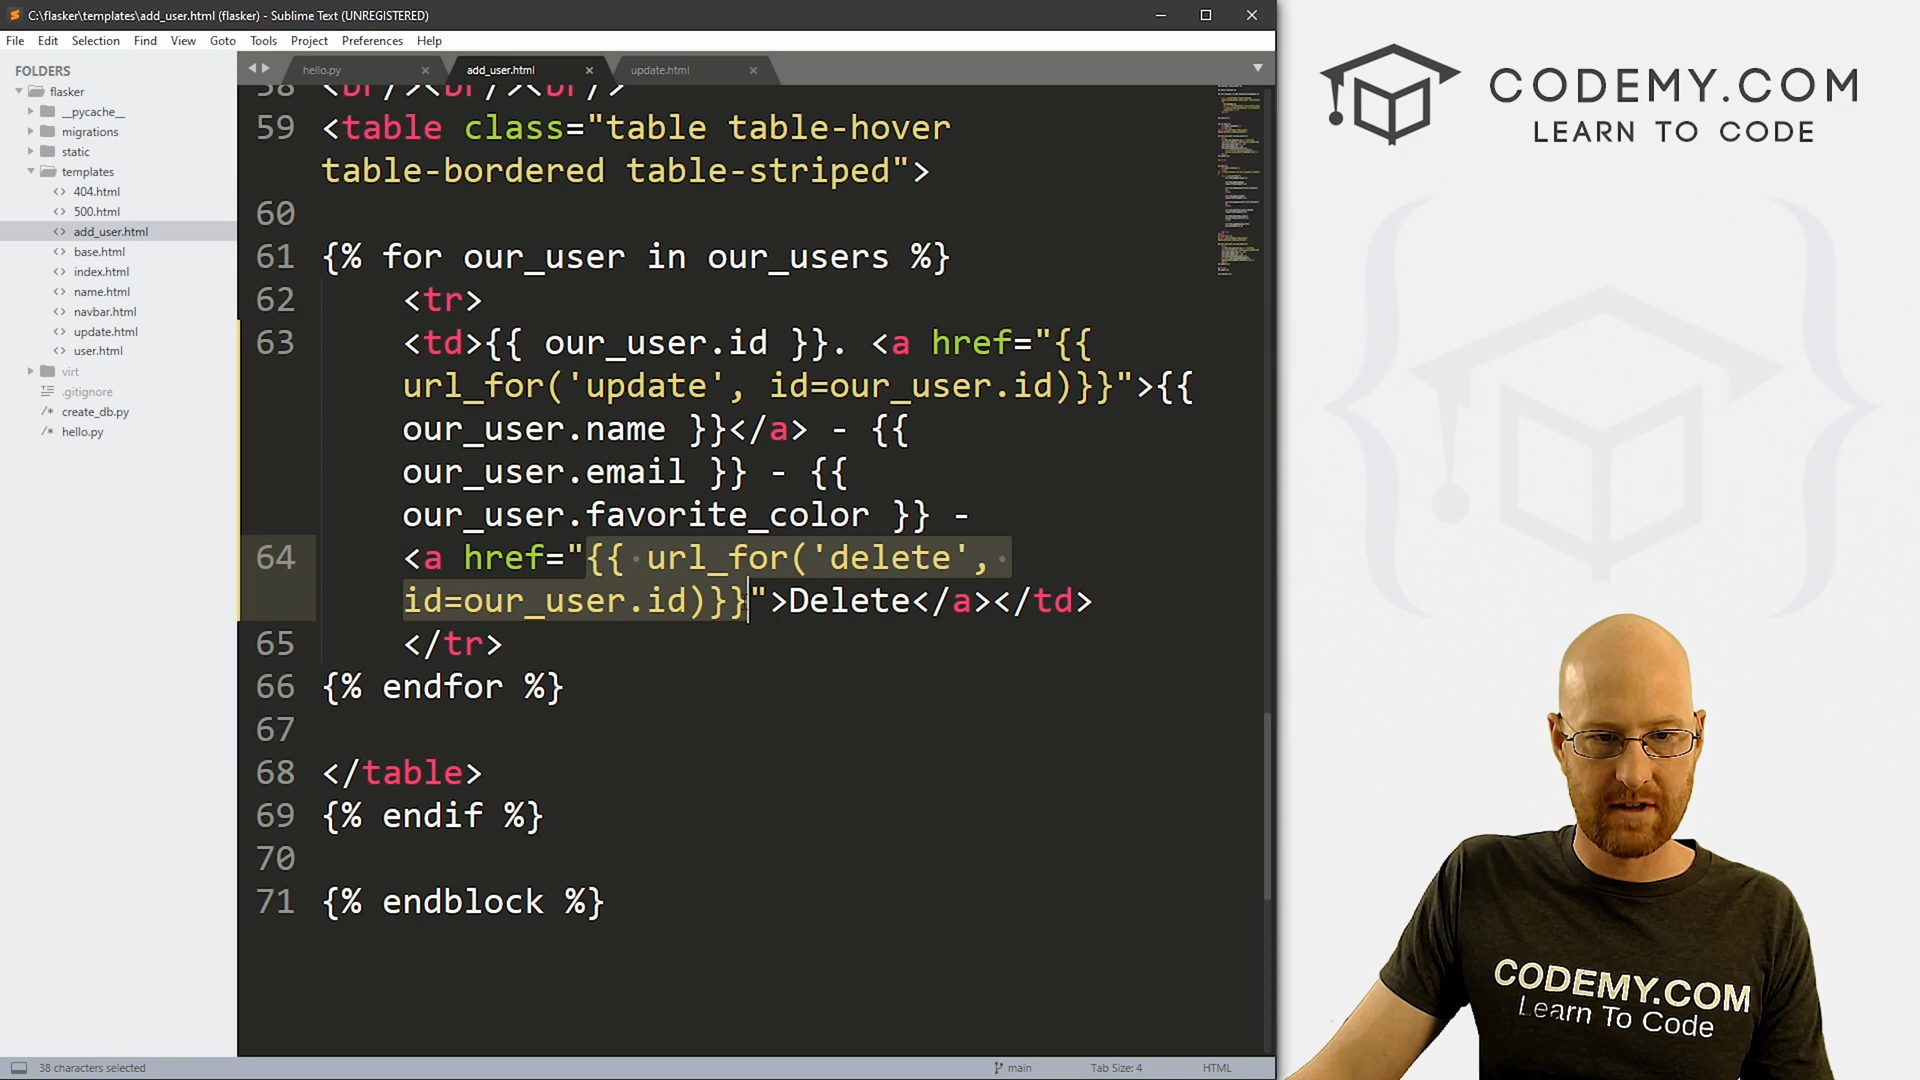 C:\flasker\templates\add_user.html (flasker) - Sublime Text (UNREGISTERED)
File Edit Selection Find View Goto Tools Project Preferences Help
FOLDERS
flasker
__pycache__
migrations
static
templates
404.html
500.html
add_user.html
base.html
index.html
name.html
navbar.html
update.html
user.html
virt
.gitignore
create_db.py
hello.py
hello.py add_user.html update.html
58 <br/><br/><br/>
59 <table class="table table-hover
table-bordered table-striped">
60
61 {% for our_user in our_users %}
62 <tr>
63 <td>{{ our_user.id }}. <a href="{{
url_for('update', id=our_user.id)}}">{{
our_user.name }}</a> - {{
our_user.email }} - {{
our_user.favorite_color }} -
64 <a href="{{ url_for('delete',
id=our_user.id)}}">Delete</a></td>
65 </tr>
66 {% endfor %}
67
68 </table>
69 {% endif %}
70
71 {% endblock %}
38 characters selected
main
Tab Size: 4
HTML
CODEMY.COM
LEARN TO CODE
CODEMY.COM
Learn To Code